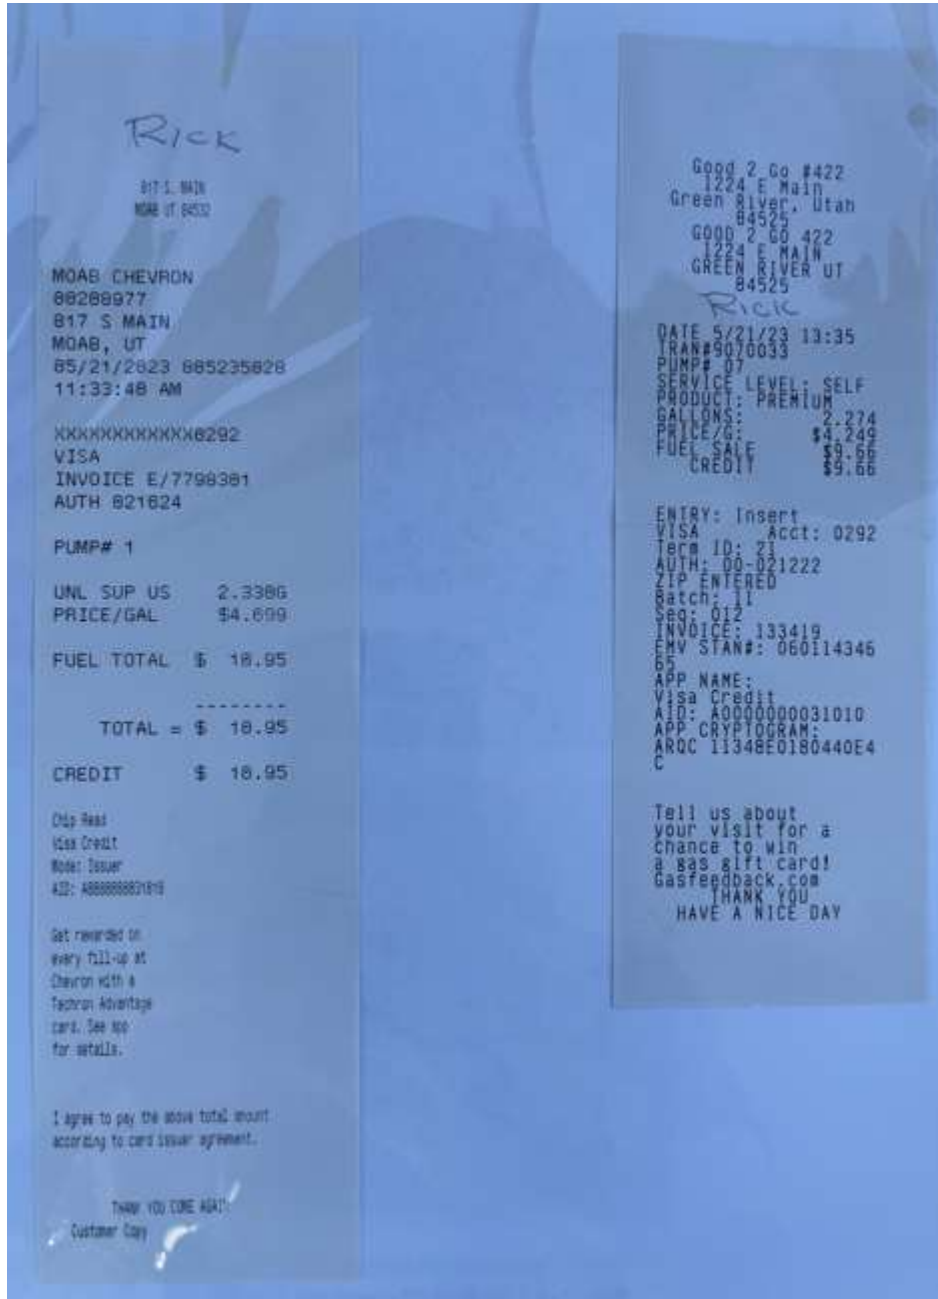 RICK
817 S. MAIN
MOAB UT 84532
MOAB CHEVRON
00208977
817 S MAIN
MOAB, UT
05/21/2023 885235020
11:33:48 AM
XXXXXXXXXXXX0292
VISA
INVOICE E/7798301
AUTH 021624
PUMP# 1
UNL SUP US 2.330G
PRICE/GAL $4.699
FUEL TOTAL $ 10.95
--------
TOTAL = $ 10.95
CREDIT $ 10.95
Chip Read
Visa Credit
Mode: Issuer
AID: A0000000031010
Get rewarded on
every fill-up at
Chevron with a
Techron Advantage
card. See app
for details.
I agree to pay the above total amount
according to card issuer agreement.
THANK YOU COME AGAIN
Customer Copy
Good 2 Go #422
1224 E Main
Green River, Utah
84525
GOOD 2 GO 422
1224 E MAIN
GREEN RIVER UT
84525
RICK
DATE 5/21/23 13:35
TRAN#9070033
PUMP# 07
SERVICE LEVEL: SELF
PRODUCT: PREMIUM
GALLONS: 2.274
PRICE/G: $4.249
FUEL SALE $9.66
CREDIT $9.66
ENTRY: Insert
VISA Acct: 0292
Term ID: 21
AUTH: 00-021222
ZIP ENTERED
Batch: 11
Seq: 012
INVOICE: 133419
EMV STAN#: 060114346
65
APP NAME:
Visa Credit
AID: A0000000031010
APP CRYPTOGRAM:
ARQC 11348E0180440E4
C
Tell us about
your visit for a
chance to win
a gas gift card!
Gasfeedback.com
THANK YOU
HAVE A NICE DAY